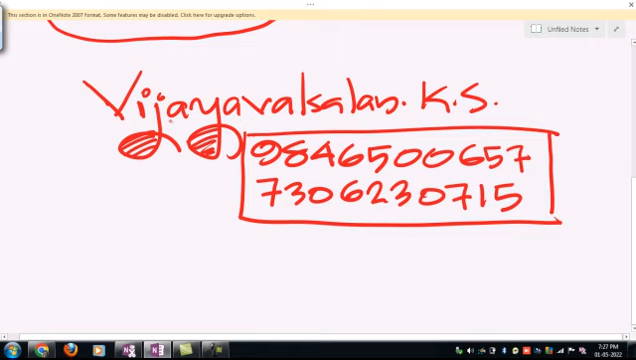 This section is in OneNote 2007 format. Some features may be disabled. Click here for upgrade options.
Unfiled Notes
Vijayavalsalan. K.S.
9846500657
7306230715
7:27 PM
01-05-2022